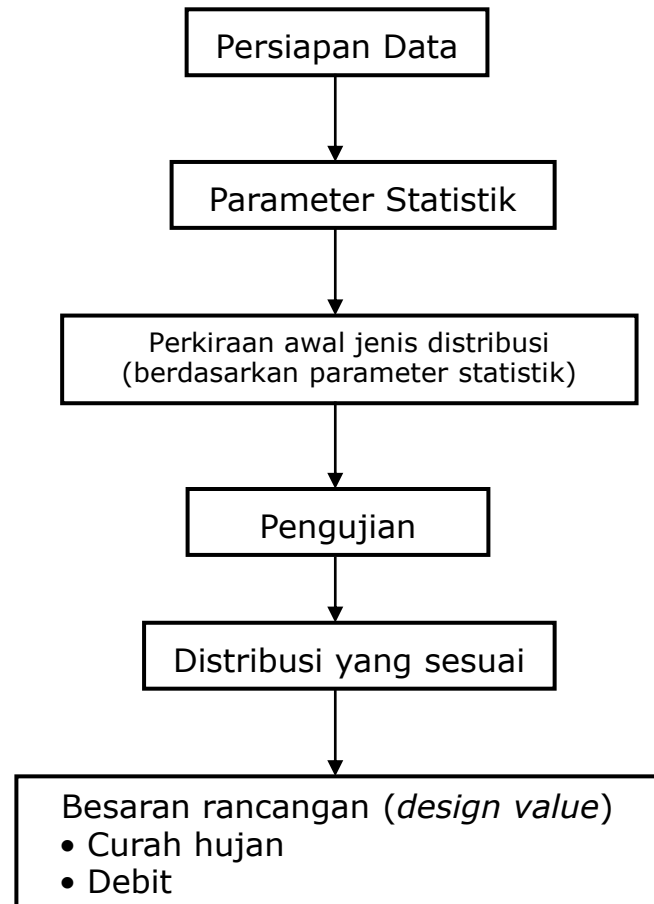 Persiapan Data
Parameter Statistik
Perkiraan awal jenis distribusi
(berdasarkan parameter statistik)
Pengujian
Distribusi yang sesuai
Besaran rancangan (design value)
• Curah hujan
• Debit